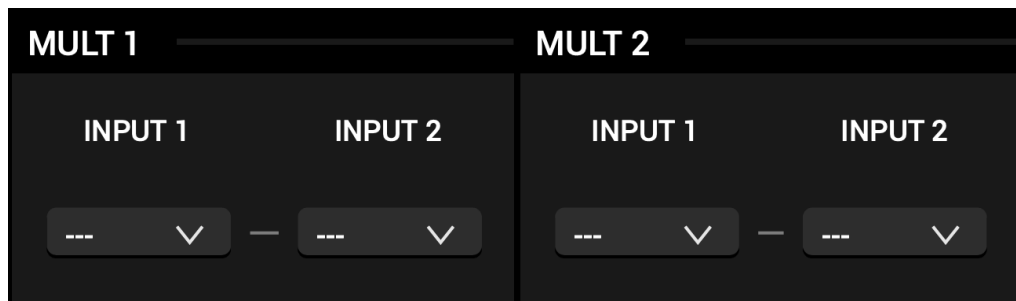 MULT 1 MULT 2
INPUT 1 INPUT 2 INPUT 1 INPUT 2
--- --- --- ---